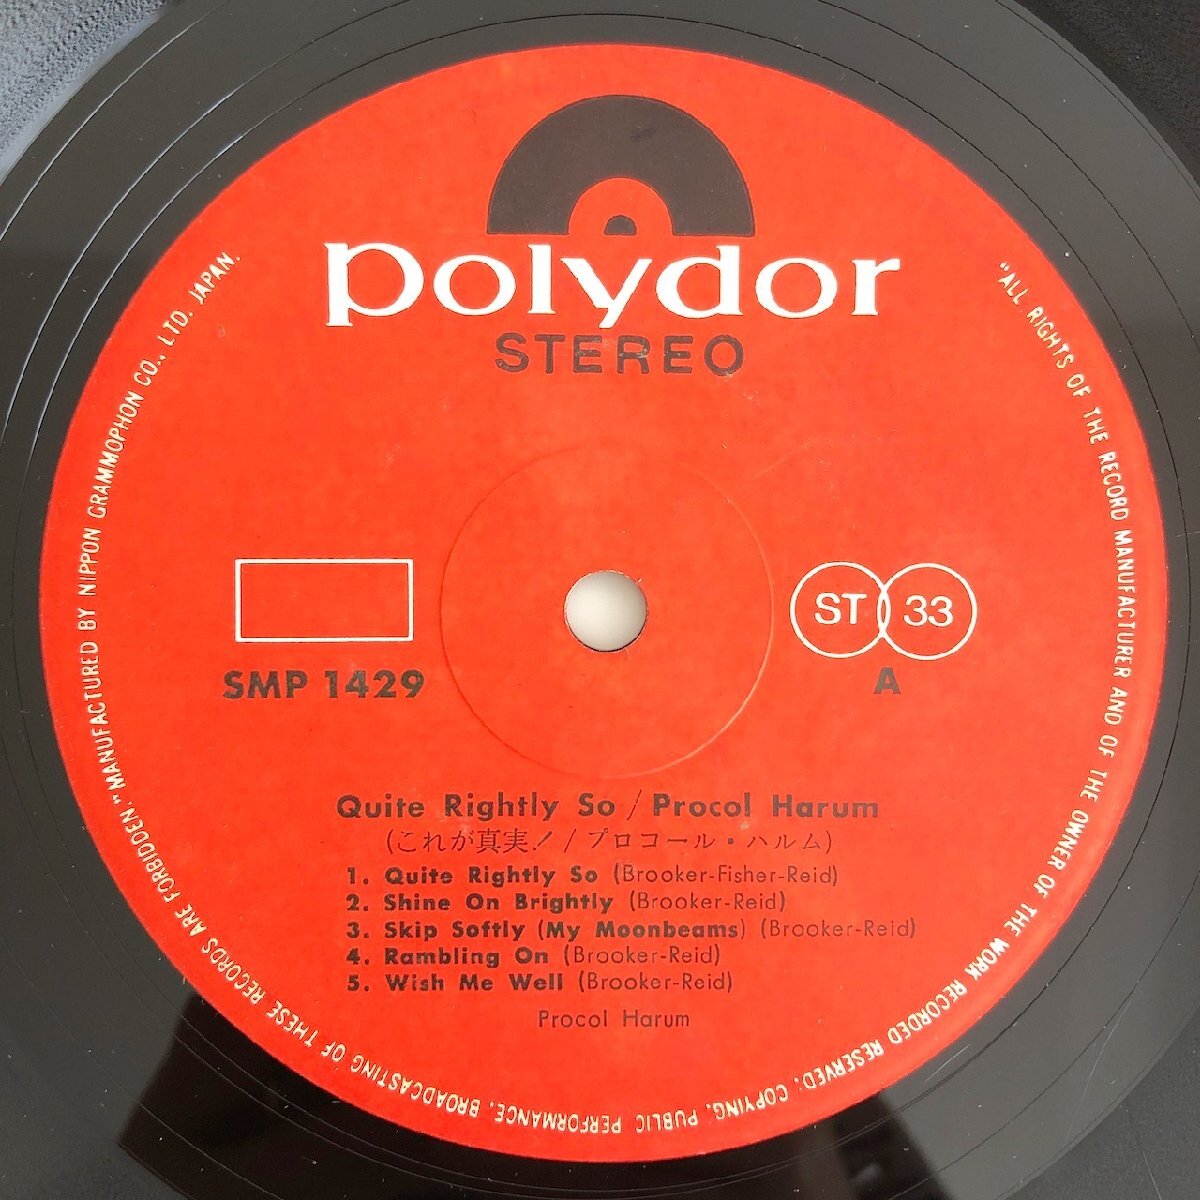 polydor
STEREO
SMP 1429
ST 33
A
Quite Rightly So / Procol Harum
(これが真実!/プロコール・ハルム)
1. Quite Rightly So (Brooker-Fisher-Reid)
2. Shine On Brightly (Brooker-Reid)
3. Skip Softly (My Moonbeams) (Brooker-Reid)
4. Rambling On (Brooker-Reid)
5. Wish Me Well (Brooker-Reid)
Procol Harum
"ALL RIGHTS OF THE RECORD MANUFACTURER AND OF THE OWNER OF THE WORK RECORDED RESERVED; COPYING, PUBLIC PERFORMANCE, BROADCASTING OF THESE RECORDS ARE FORBIDDEN." MANUFACTURED BY NIPPON GRAMMOPHON CO., LTD. JAPAN.